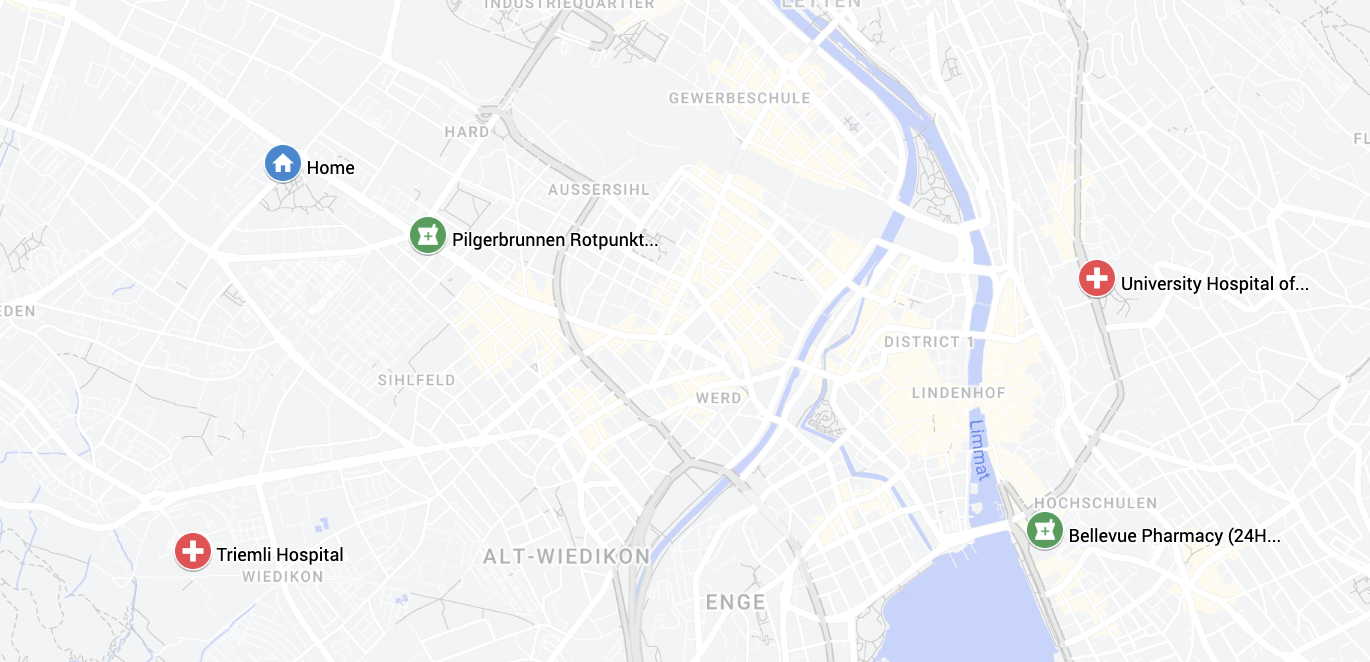 INDUSTRIEQUARTIER
LETTEN
GEWERBESCHULE
HARD
Home
AUSSERSIHL
Pilgerbrunnen Rotpunkt...
University Hospital of...
EDEN
DISTRICT 1
SIHLFELD
LINDENHOF
WERD
Limmat
HOCHSCHULEN
Bellevue Pharmacy (24H...
Triemli Hospital
ALT-WIEDIKON
WIEDIKON
ENGE
FL